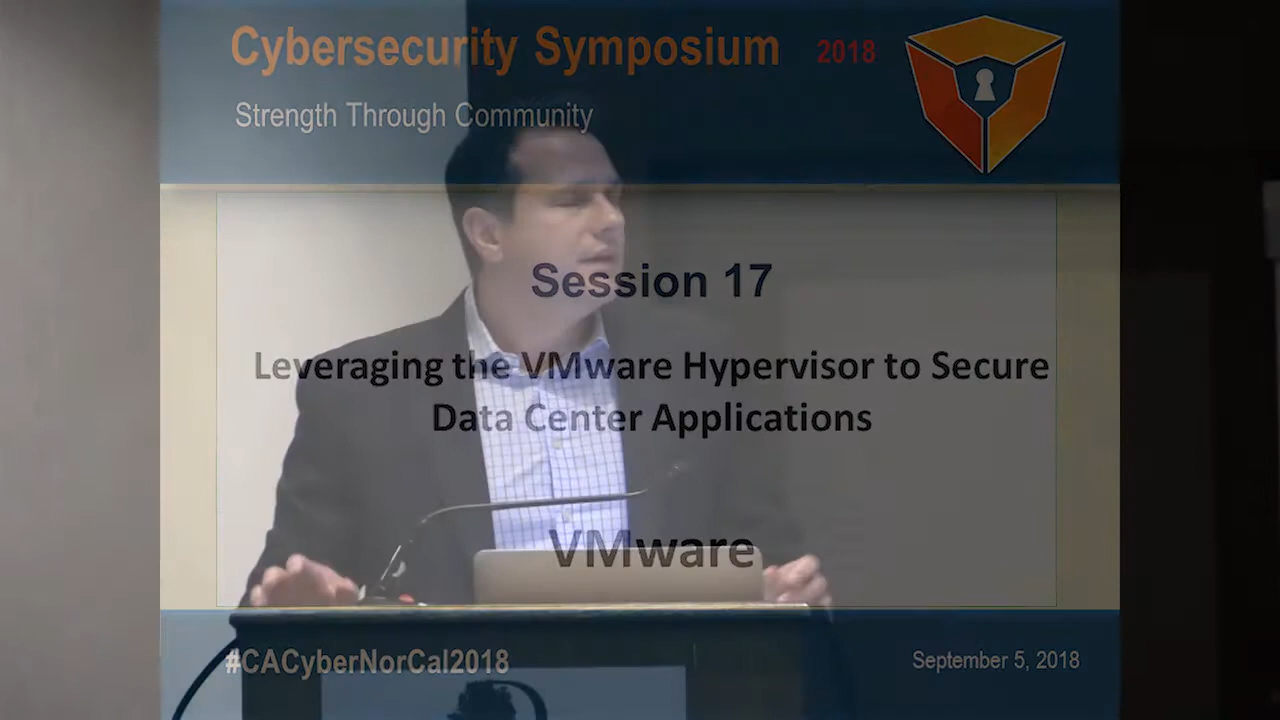 Cybersecurity Symposium 2018
Strength Through Community
Session 17
Leveraging the VMware Hypervisor to Secure
Data Center Applications
VMware
#CACyberNorCal2018 September 5, 2018